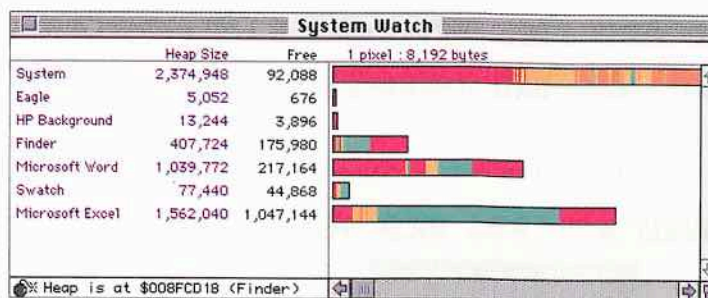 System Watch
Heap Size Free 1 pixel : 8,192 bytes
System 2,374,948 92,088
Eagle 5,052 676
HP Background 13,244 3,896
Finder 407,724 175,980
Microsoft Word 1,039,772 217,164
Swatch 77,440 44,868
Microsoft Excel 1,562,040 1,047,144
Heap is at $008FCD18 (Finder)